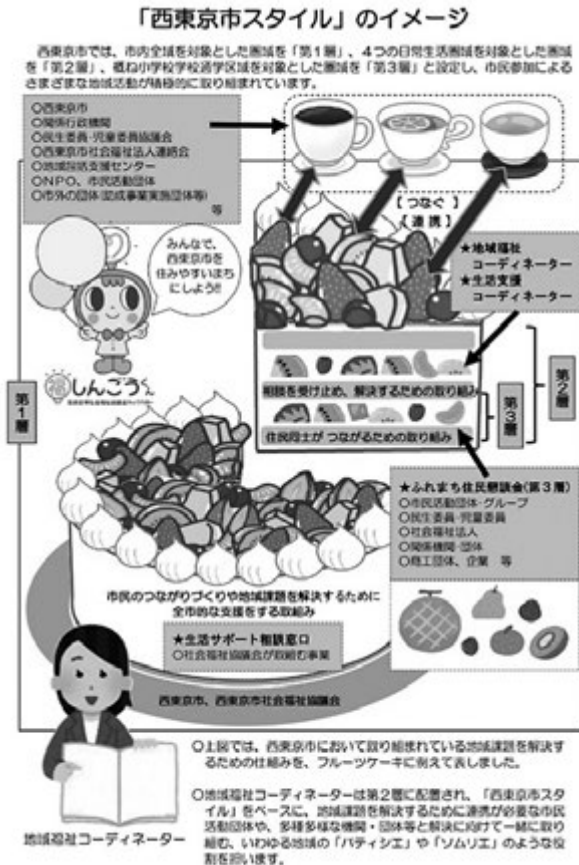 「西東京市スタイル」のイメージ
西東京市では、市内全域を対象とした圏域を「第1層」、4つの日常生活圏域を対象とした圏域
を「第2層」、概ね小学校学校通学区域を対象とした圏域を「第3層」と設定し、市民参加による
さまざまな地域活動が積極的に取り組まれています。
○西東京市
○関係行政機関
○民生委員・児童委員協議会
○西東京市社会福祉法人連絡会
○地域包括支援センター
○NPO、市民活動団体
○市外の団体(助成事業実施団体等)
等
【つなぐ】
【連携】
みんなで、
西東京市を
住みやすいまち
にしよう!!
★地域福祉
コーディネーター
★生活支援
コーディネーター
しんこうくん
第1層
相談を受け止め、解決するための取り組み
住民同士が つながるための取り組み
第3層
第2層
★ふれまち住民懇談会(第3層)
○市民活動団体・グループ
○民生委員・児童委員
○社会福祉法人
○関係機関・団体
○商工団体、企業 等
市民のつながりづくりや地域課題を解決するために
全市的な支援をする取組み
★生活サポート相談窓口
○社会福祉協議会が取組む事業
西東京市、西東京市社会福祉協議会
○上図では、西東京市において取り組まれている地域課題を解決す
るための仕組みを、フルーツケーキに例えて表しました。
○地域福祉コーディネーターは第2層に配置され、「西東京市スタ
イル」をベースに、地域課題を解決するために連携が必要な市民
活動団体や、多種多様な機関・団体等と解決に向けて一緒に取り
組む、いわゆる地域の「パティシエ」や「ソムリエ」のような役
割を担います。
地域福祉コーディネーター